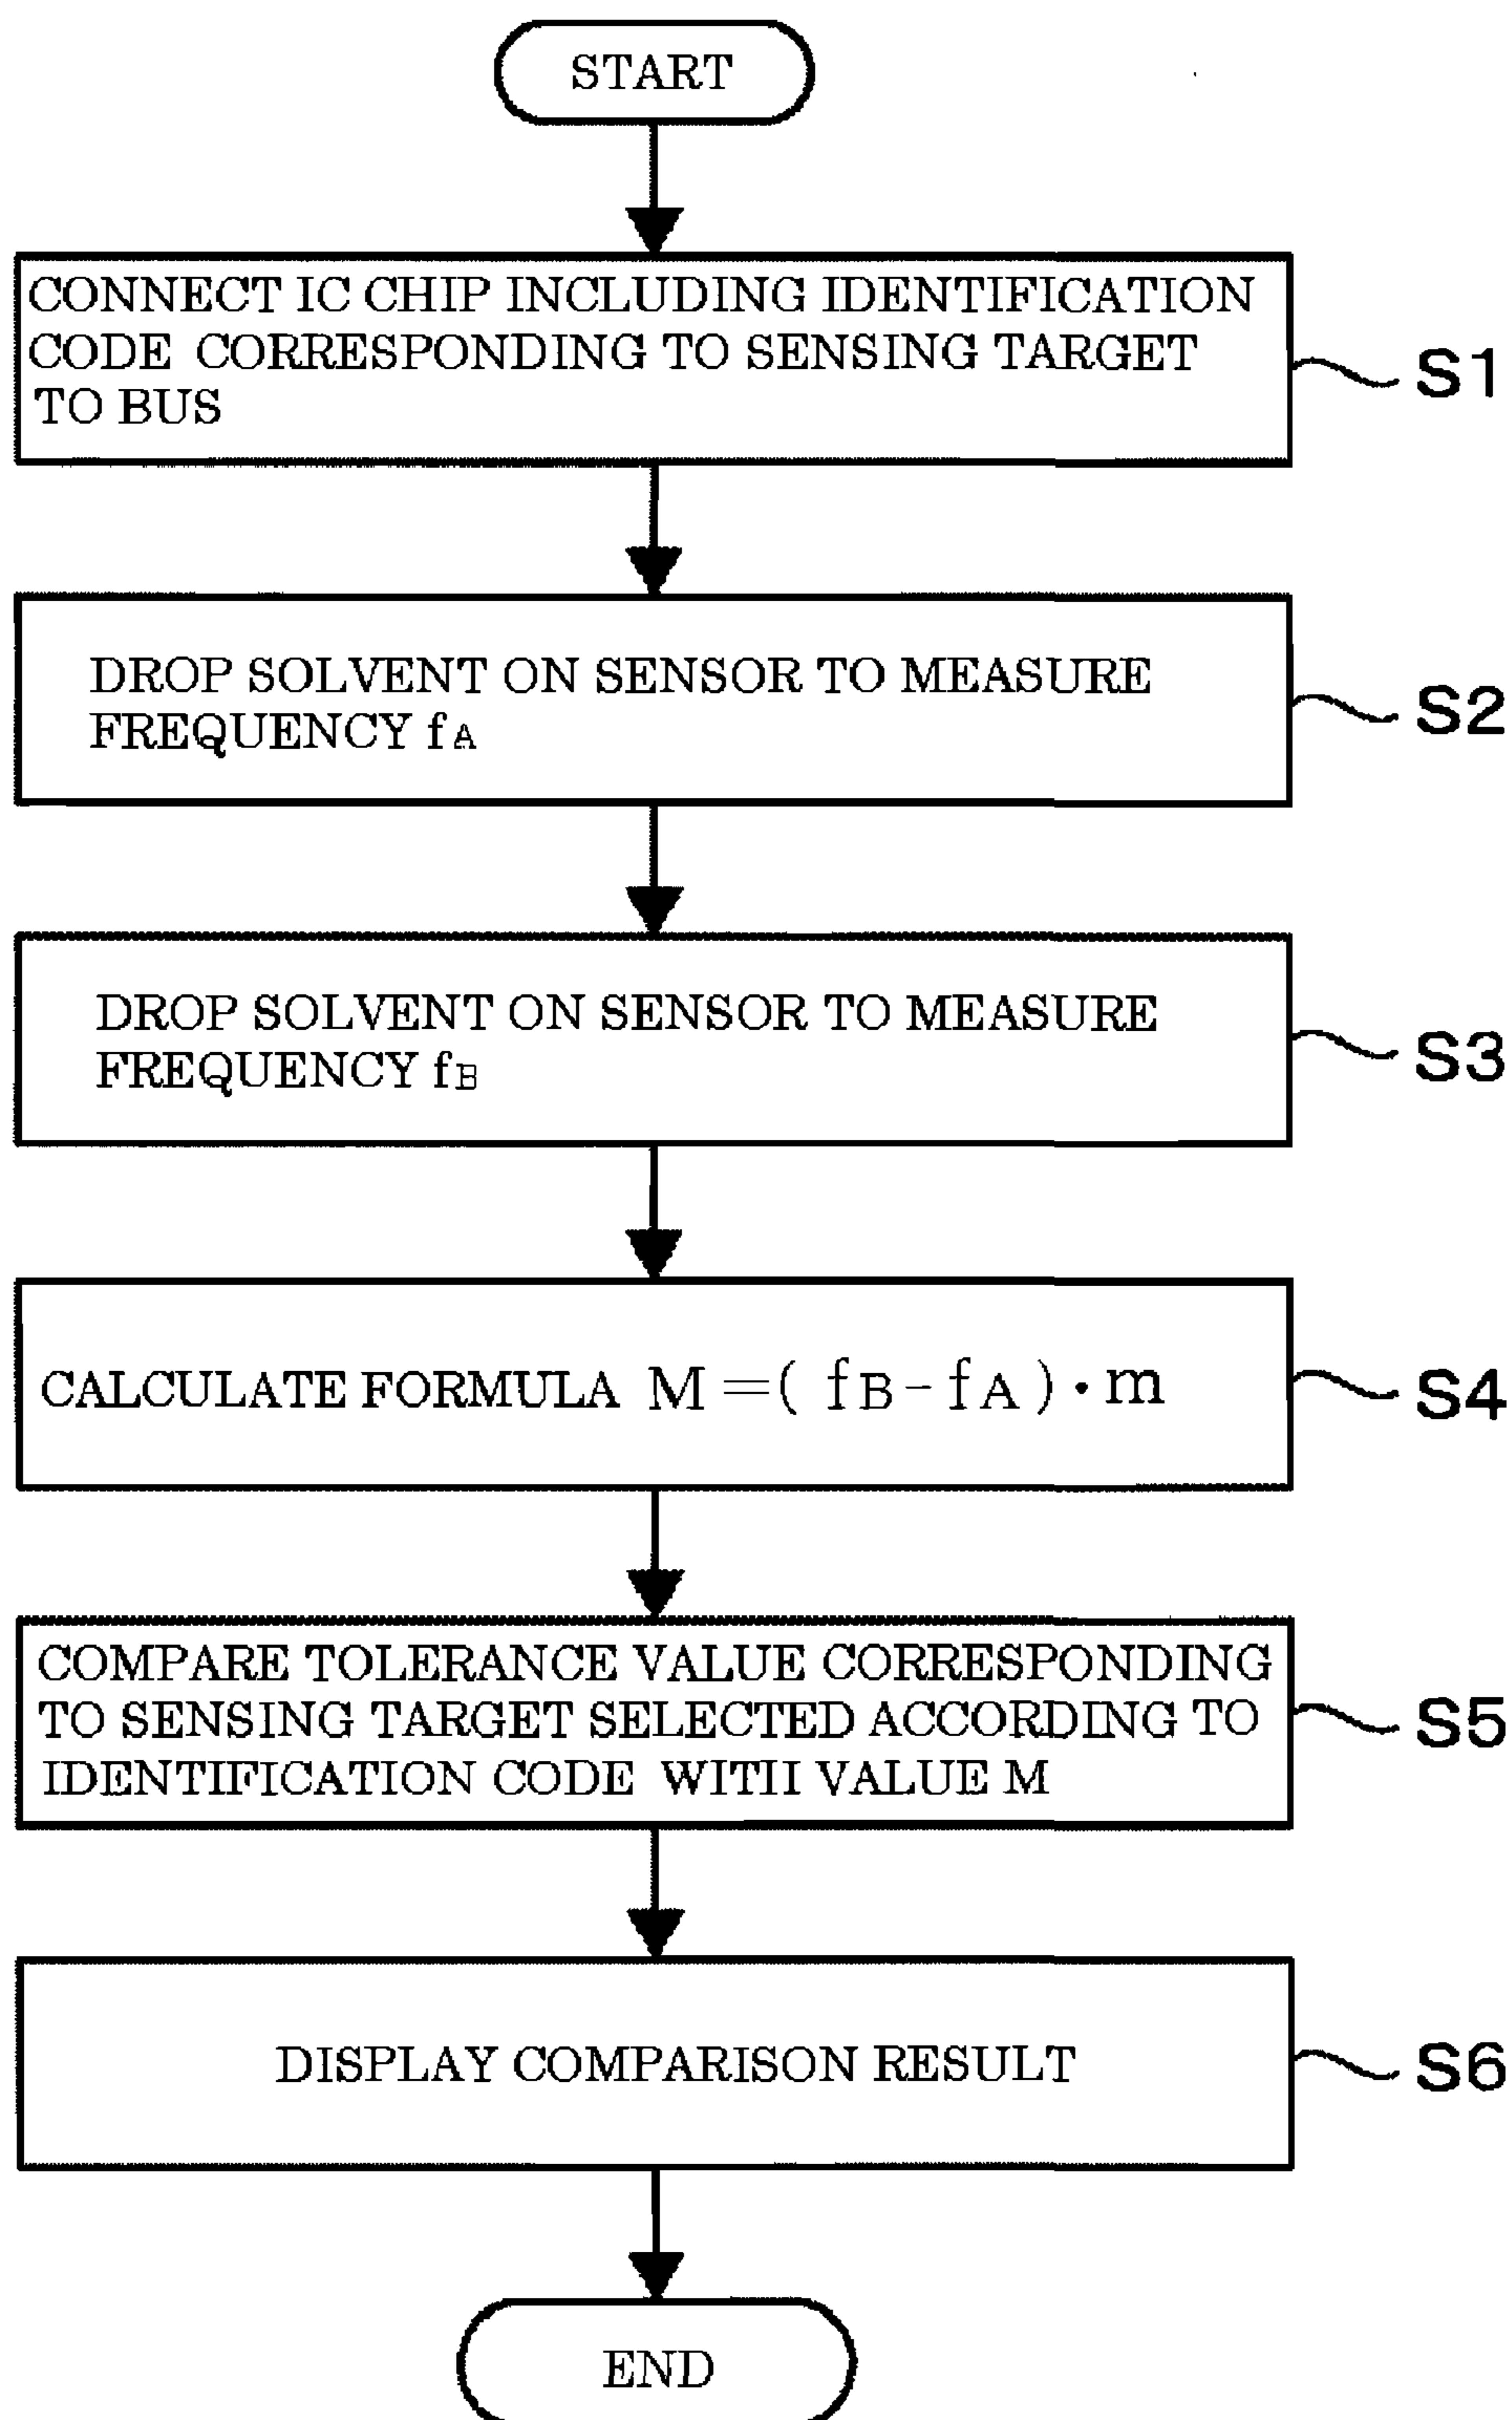 START
CONNECT IC CHIP INCLUDING IDENTIFICATION
CODE CORRESPONDING TO SENSING TARGET
TO BUS
S1
DROP SOLVENT ON SENSOR TO MEASURE
FREQUENCY fA
S2
DROP SOLVENT ON SENSOR TO MEASURE
FREQUENCY fB
S3
CALCULATE FORMULA M=(fB-fA)·m
S4
COMPARE TOLERANCE VALUE CORRESPONDING
TO SENSING TARGET SELECTED ACCORDING TO
IDENTIFICATION CODE WITH VALUE M
S5
DISPLAY COMPARISON RESULT
S6
END